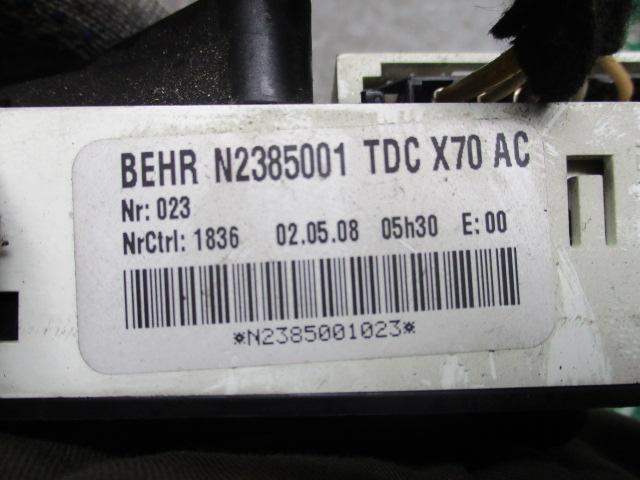 BEHR N2385001 TDC X70 AC
Nr: 023
NrCtrl: 1836 02.05.08 05h30 E: 00
*N2385001023*